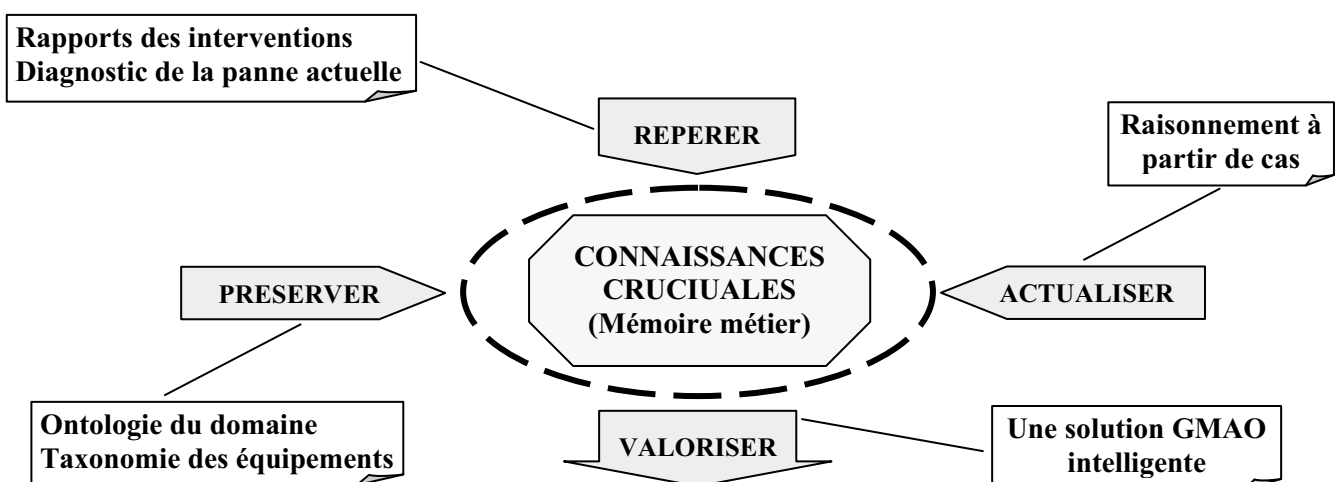 Rapports des interventions
Diagnostic de la panne actuelle
REPERER
Raisonnement à
partir de cas
CONNAISSANCES
CRUCIUALES
(Mémoire métier)
PRESERVER
ACTUALISER
Ontologie du domaine
Taxonomie des équipements
VALORISER
Une solution GMAO
intelligente